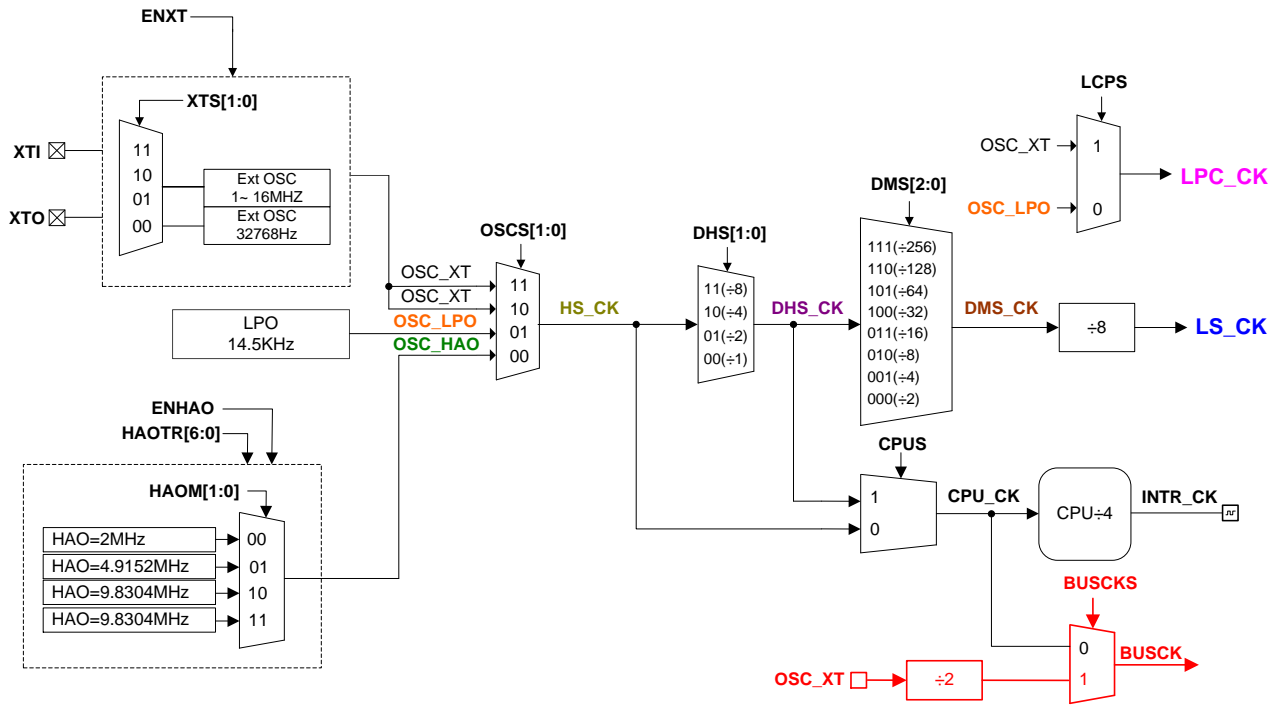 ENXT
XTS[1:0]
XTI
XTO
11
10
01
00
Ext OSC
1~ 16MHZ
Ext OSC
32768Hz
LPO
14.5KHz
OSC_XT
OSC_XT
OSC_LPO
OSC_HAO
OSCS[1:0]
11
10
01
00
HS_CK
DHS[1:0]
11(÷8)
10(÷4)
01(÷2)
00(÷1)
DHS_CK
DMS[2:0]
111(÷256)
110(÷128)
101(÷64)
100(÷32)
011(÷16)
010(÷8)
001(÷4)
000(÷2)
DMS_CK
÷8
LS_CK
LCPS
OSC_XT
1
OSC_LPO
0
LPC_CK
ENHAO
HAOTR[6:0]
HAOM[1:0]
HAO=2MHz
00
HAO=4.9152MHz
01
HAO=9.8304MHz
10
HAO=9.8304MHz
11
CPUS
1
0
CPU_CK
CPU÷4
INTR_CK
BUSCKS
0
1
BUSCK
OSC_XT
÷2